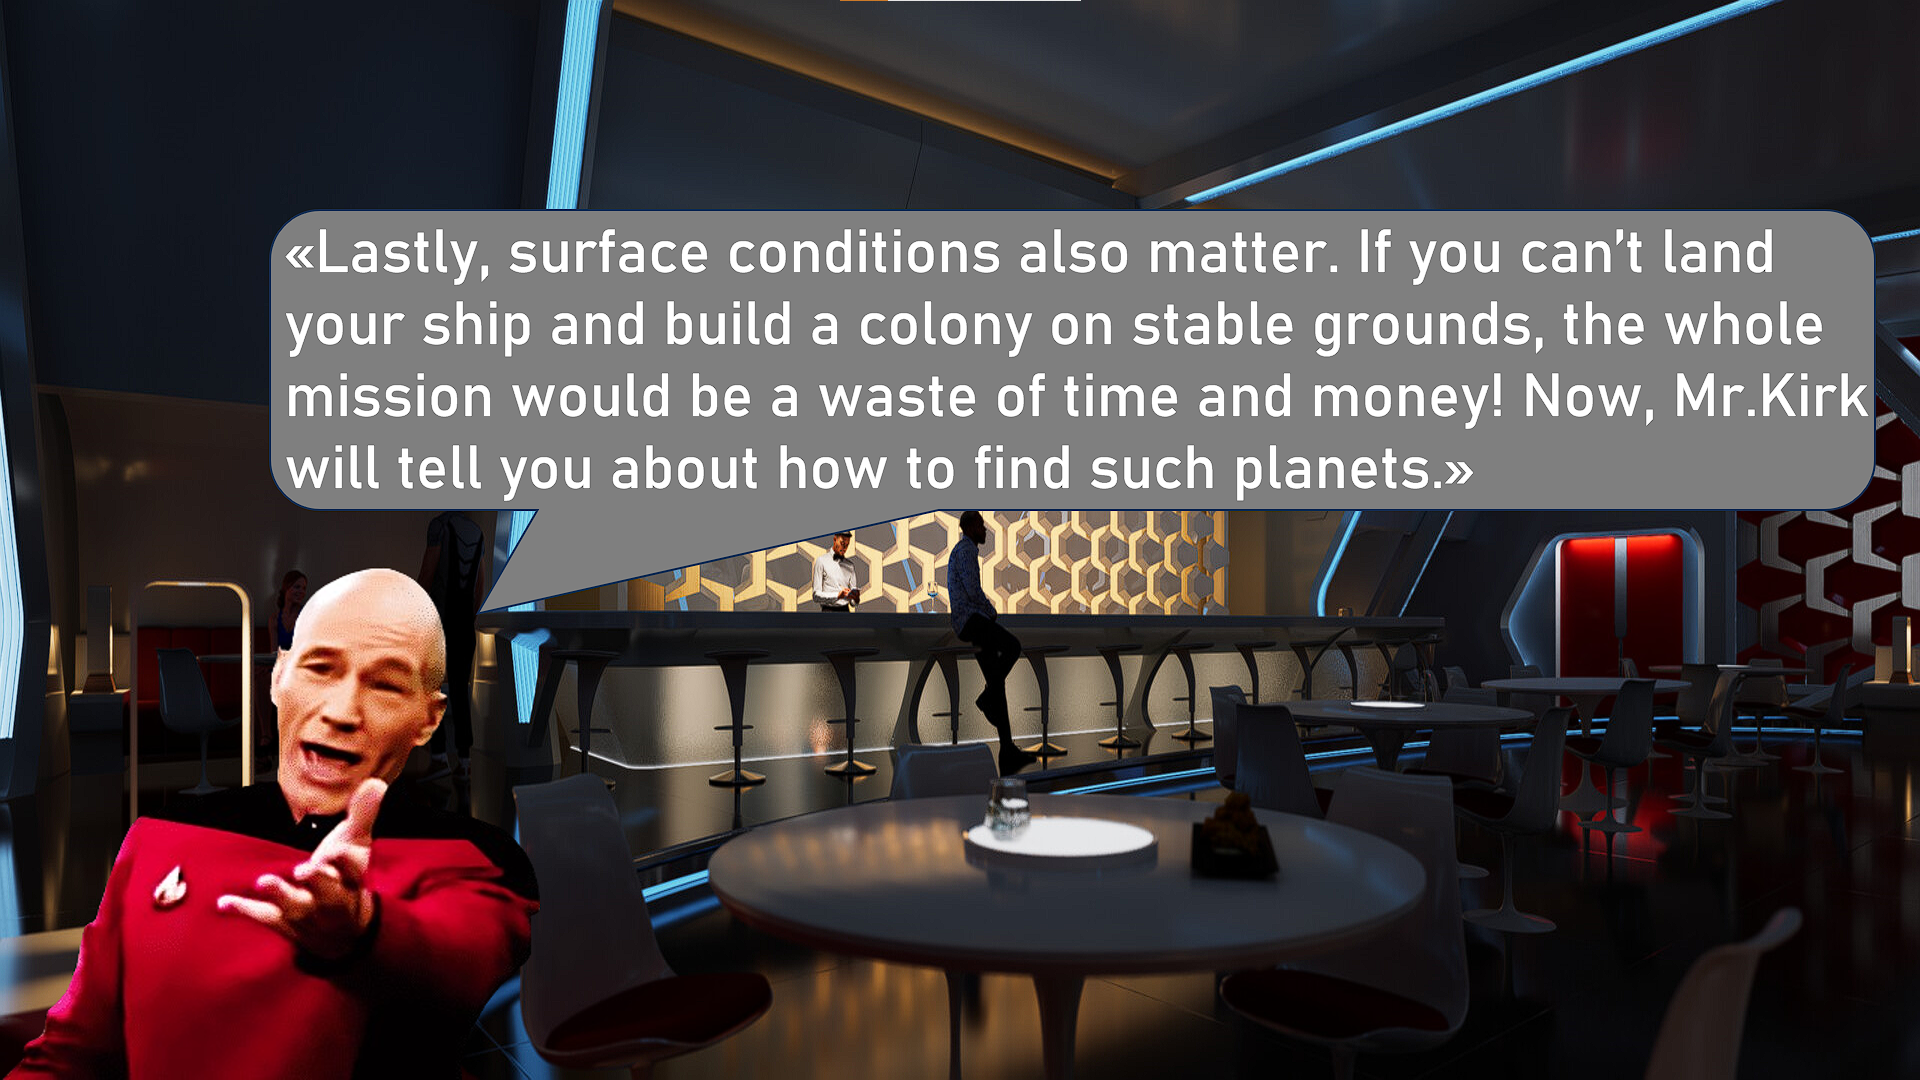 «Lastly, surface conditions also matter. If you can't land
your ship and build a colony on stable grounds, the whole
mission would be a waste of time and money! Now, Mr.Kirk
will tell you about how to find such planets.»